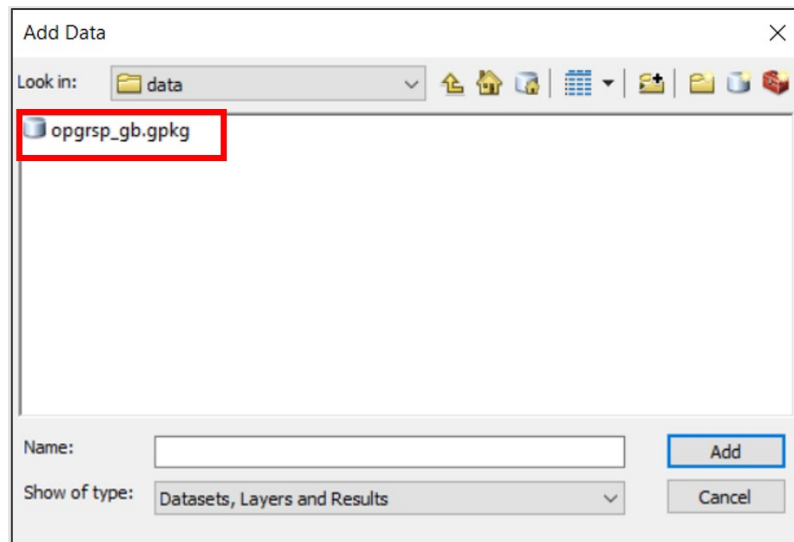 Add Data
Look in: data
opgrsp_gb.gpkg
Name: Add
Show of type: Datasets, Layers and Results Cancel